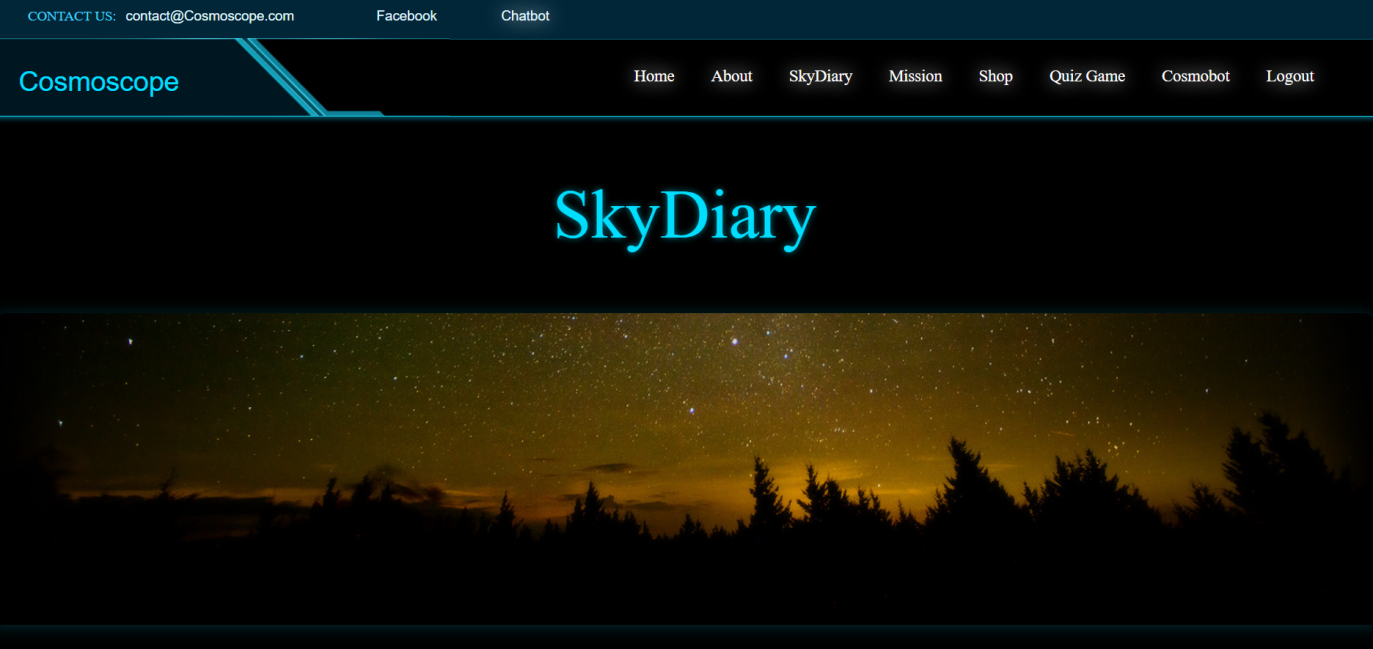 CONTACT US: contact@Cosmoscope.com Facebook Chatbot
Cosmoscope
Home About SkyDiary Mission Shop Quiz Game Cosmobot Logout
SkyDiary